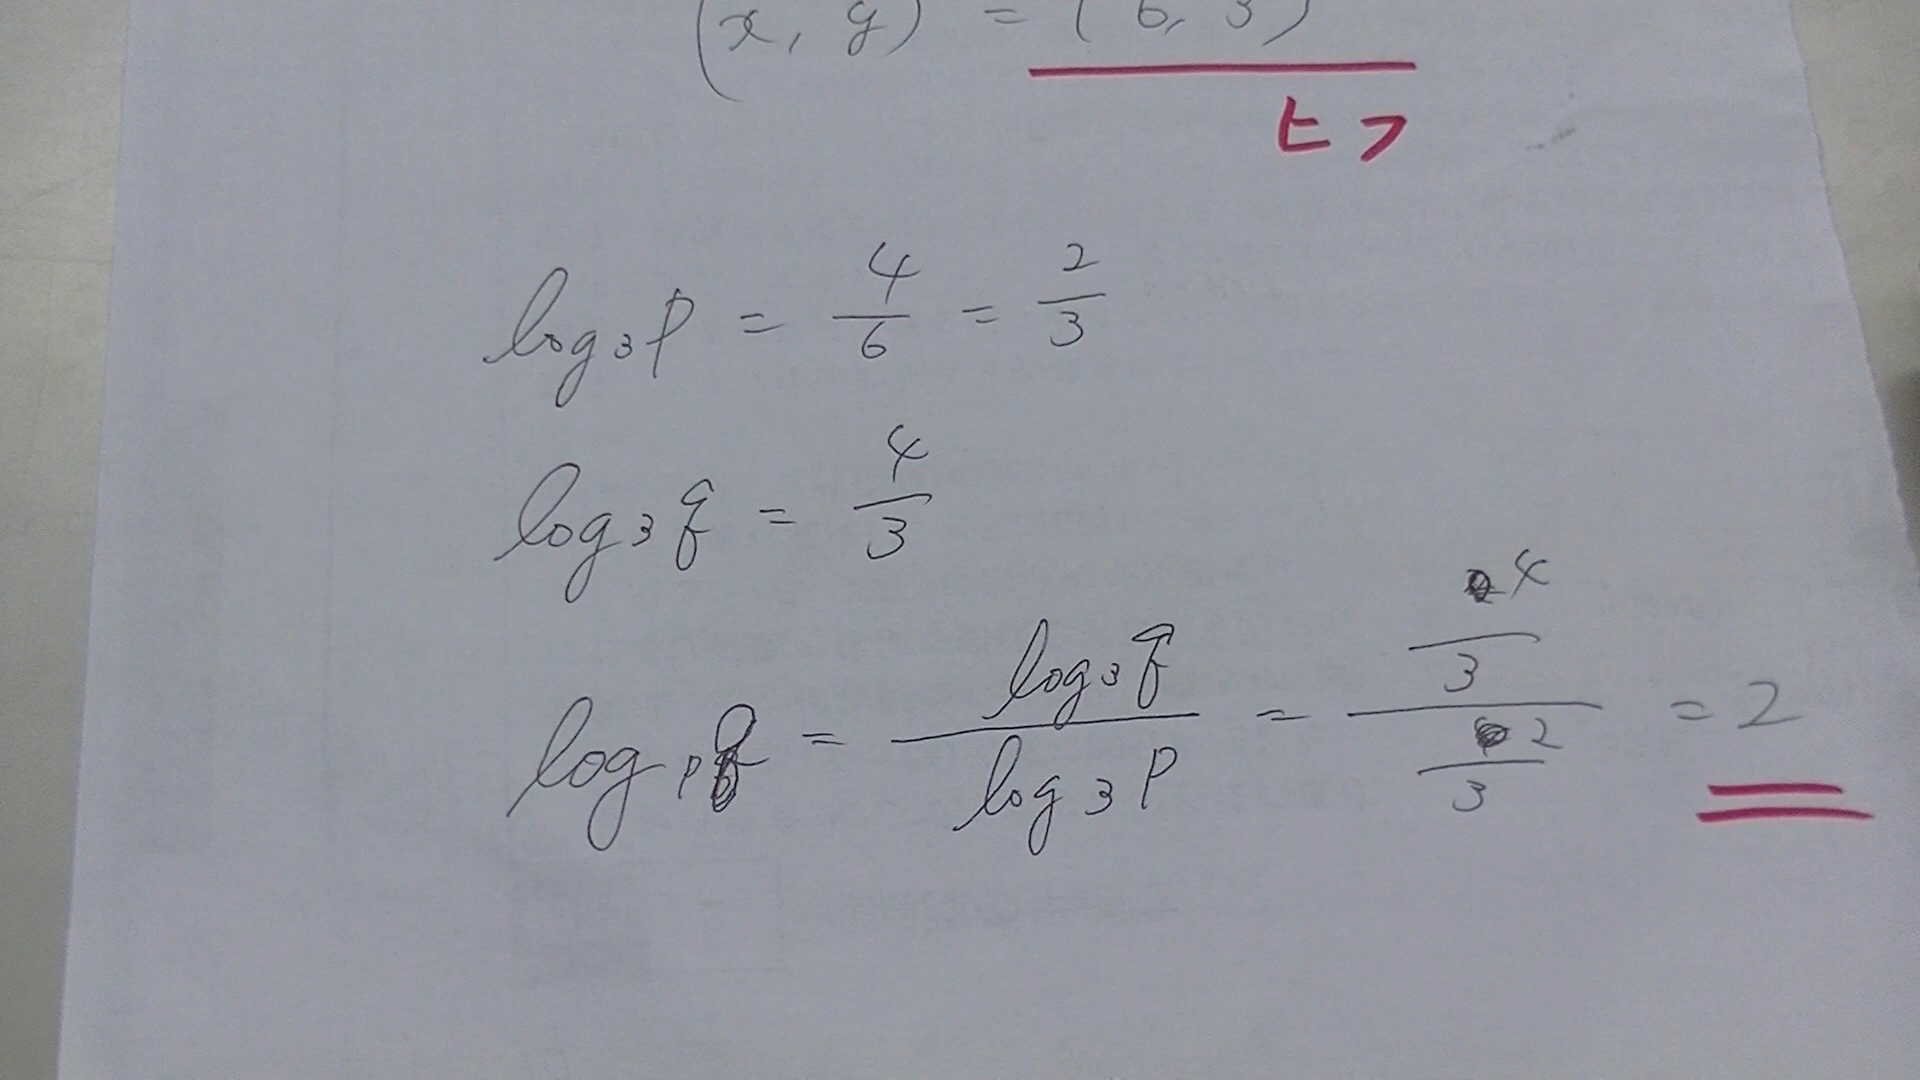 (x, y) = (6, 3)
ヒフ
log₃p = 4/6 = 2/3
log₃q = 4/3
logₚq = log₃q / log₃p = (4/3) / (2/3) = 2